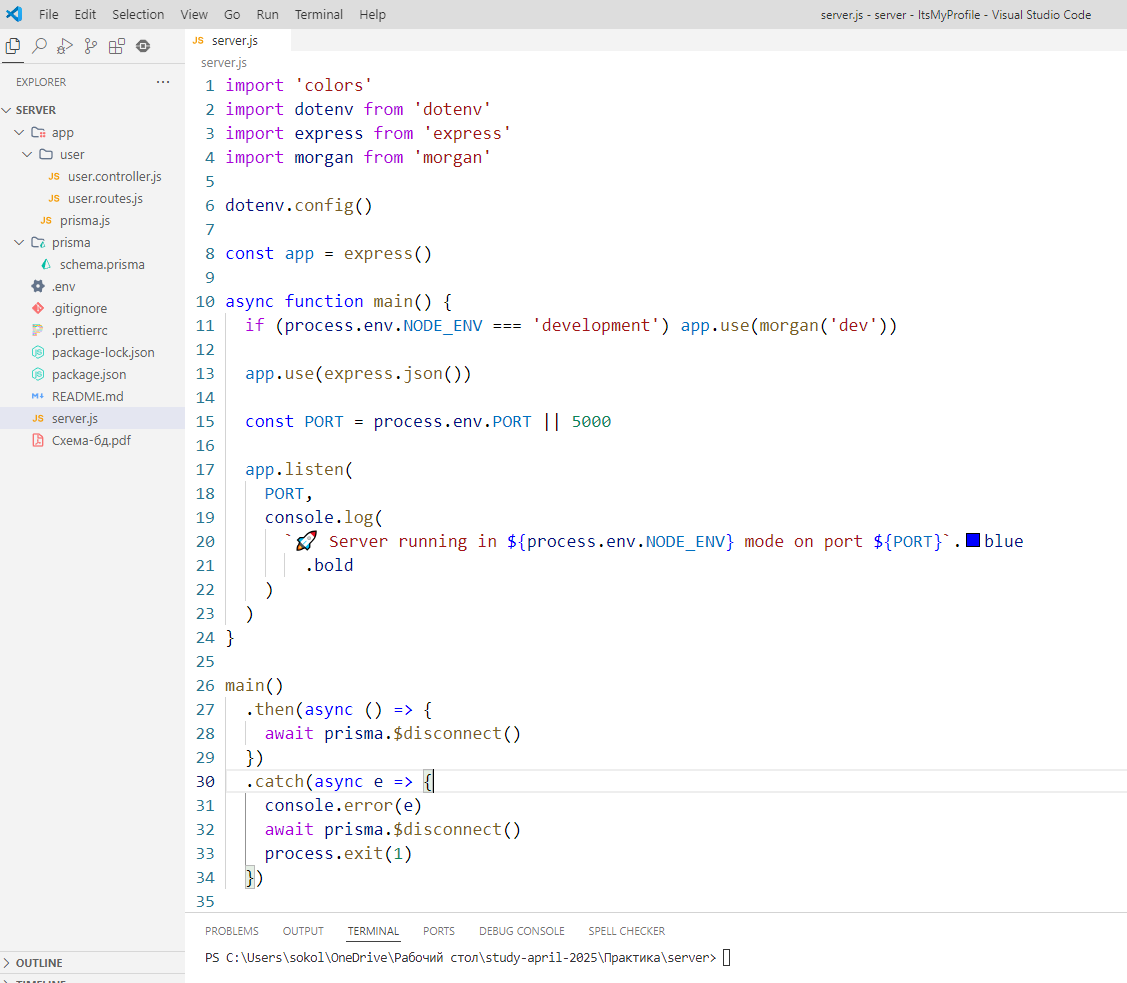 File Edit Selection View Go Run Terminal Help
server.js - server - ItsMyProfile - Visual Studio Code
EXPLORER
SERVER
app
user
JS user.controller.js
JS user.routes.js
JS prisma.js
prisma
schema.prisma
.env
.gitignore
.prettierrc
package-lock.json
package.json
M+ README.md
JS server.js
Схема-бд.pdf
OUTLINE
TIMELINE
JS server.js
server.js
1 import 'colors'
2 import dotenv from 'dotenv'
3 import express from 'express'
4 import morgan from 'morgan'
5
6 dotenv.config()
7
8 const app = express()
9
10 async function main() {
11 if (process.env.NODE_ENV === 'development') app.use(morgan('dev'))
12
13 app.use(express.json())
14
15 const PORT = process.env.PORT || 5000
16
17 app.listen(
18 PORT,
19 console.log(
20 `🚀 Server running in ${process.env.NODE_ENV} mode on port ${PORT}`.blue
21 .bold
22 )
23 )
24 }
25
26 main()
27 .then(async () => {
28 await prisma.$disconnect()
29 })
30 .catch(async e => {
31 console.error(e)
32 await prisma.$disconnect()
33 process.exit(1)
34 })
35
PROBLEMS OUTPUT TERMINAL PORTS DEBUG CONSOLE SPELL CHECKER
PS C:\Users\sokol\OneDrive\Рабочий стол\study-april-2025\Практика\server>